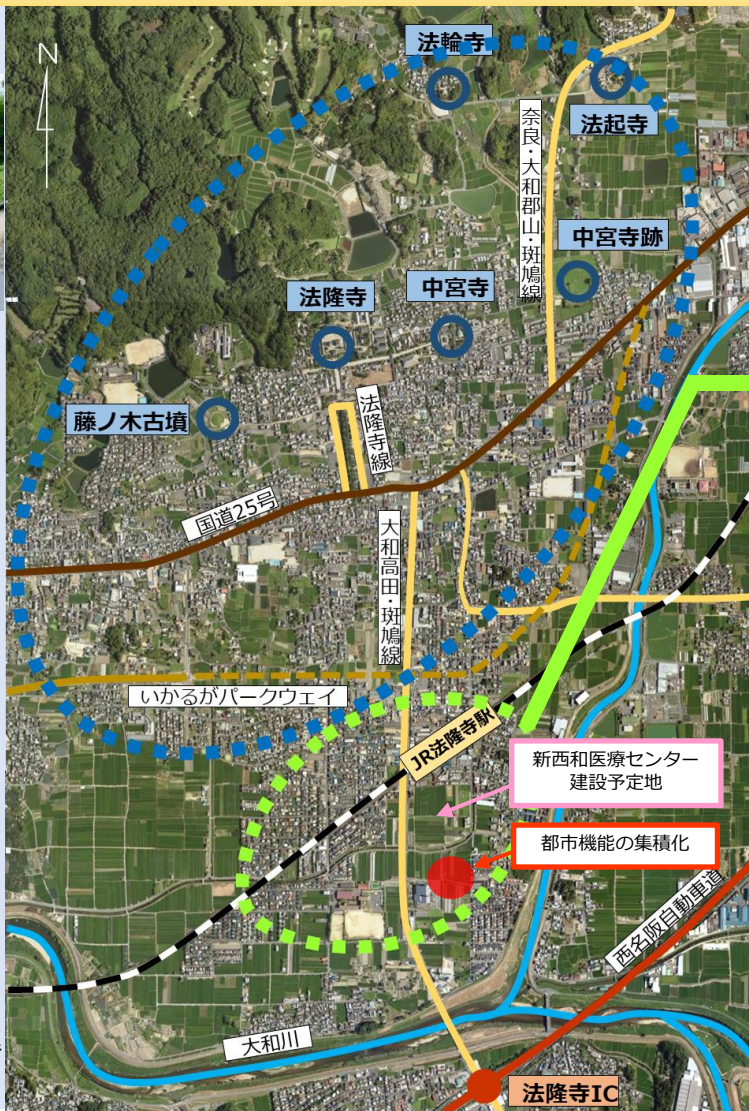 N
法輪寺
法起寺
奈良・大和郡山・斑鳩線
中宮寺跡
法隆寺
中宮寺
藤ノ木古墳
法隆寺線
国道25号
大和高田・斑鳩線
いかるがパークウェイ
JR法隆寺駅
新西和医療センター
建設予定地
都市機能の集積化
西名阪自動車道
大和川
法隆寺IC